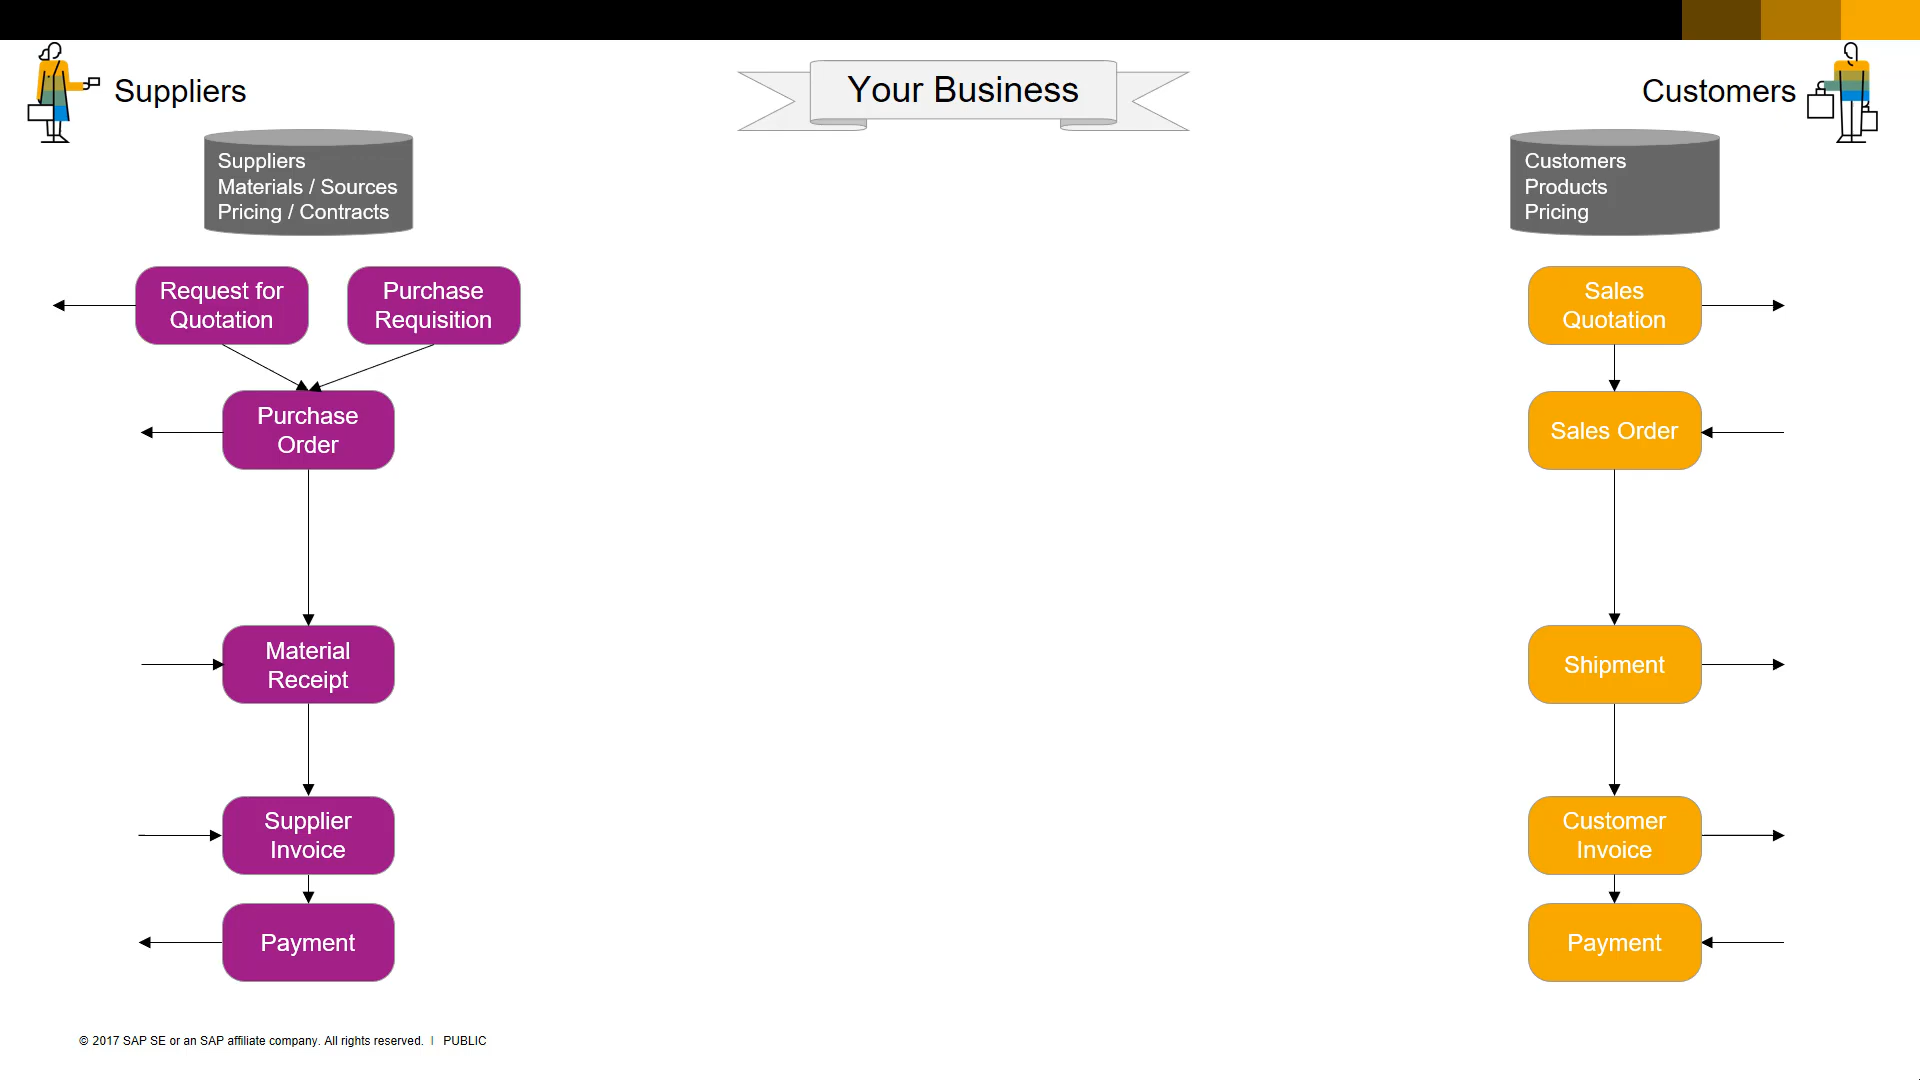 Suppliers
Your Business
Customers
Suppliers
Materials / Sources
Pricing / Contracts
Customers
Products
Pricing
Request for
Quotation
Purchase
Requisition
Sales
Quotation
Purchase
Order
Sales Order
Material
Receipt
Shipment
Supplier
Invoice
Customer
Invoice
Payment
Payment
© 2017 SAP SE or an SAP affiliate company. All rights reserved. | PUBLIC